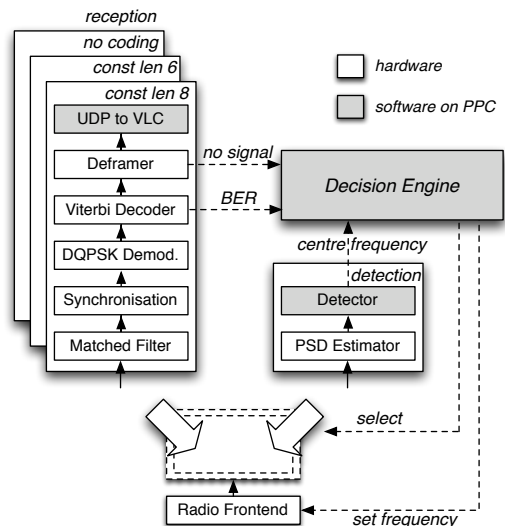 reception
no coding
const len 6
const len 8
UDP to VLC
Deframer
Viterbi Decoder
DQPSK Demod.
Synchronisation
Matched Filter
hardware
software on PPC
no signal
BER
Decision Engine
centre frequency
detection
Detector
PSD Estimator
select
Radio Frontend
set frequency